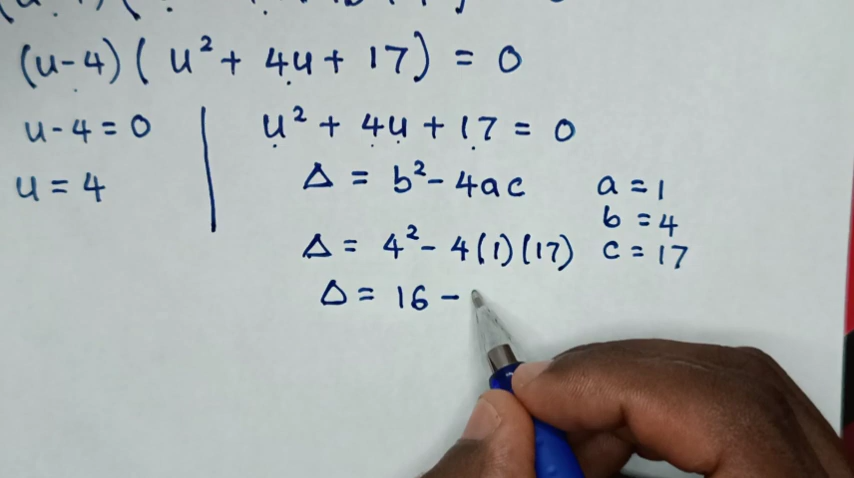 (u-4)(u²+4u+17)=0
u-4=0
u=4
u²+4u+17=0
Δ=b²-4ac
Δ=4²-4(1)(17)
Δ=16-
a=1
b=4
c=17